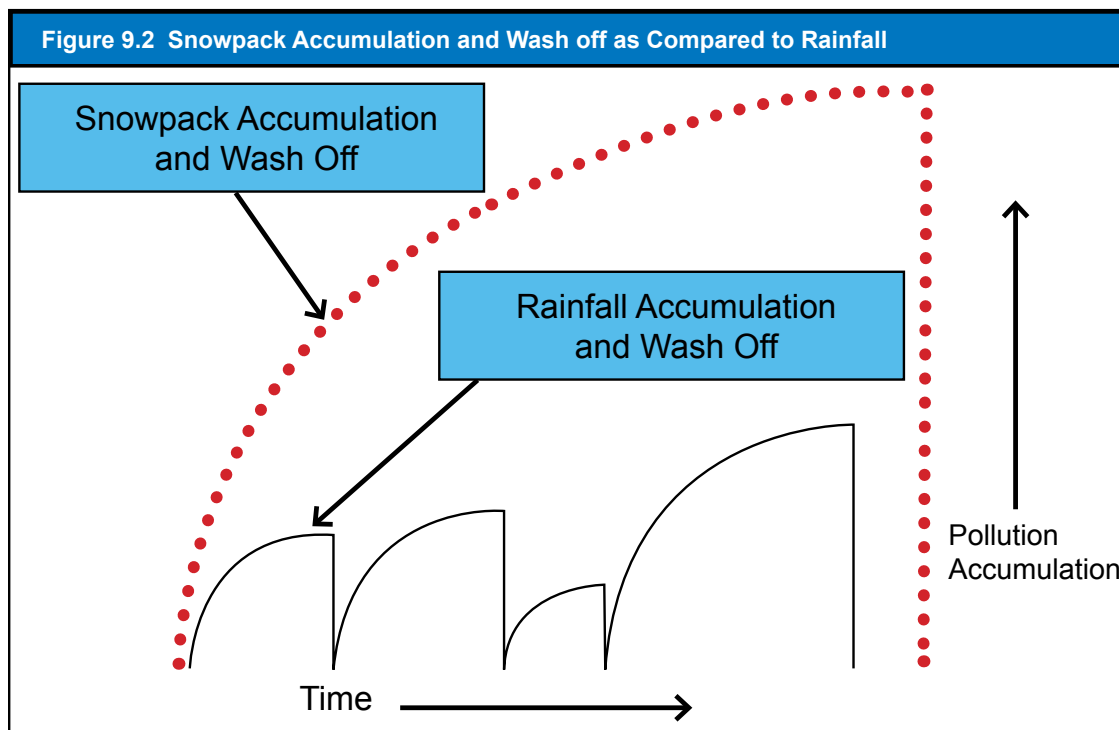 Figure 9.2 Snowpack Accumulation and Wash off as Compared to Rainfall
Snowpack Accumulation
and Wash Off
Rainfall Accumulation
and Wash Off
Pollution
Accumulation
Time